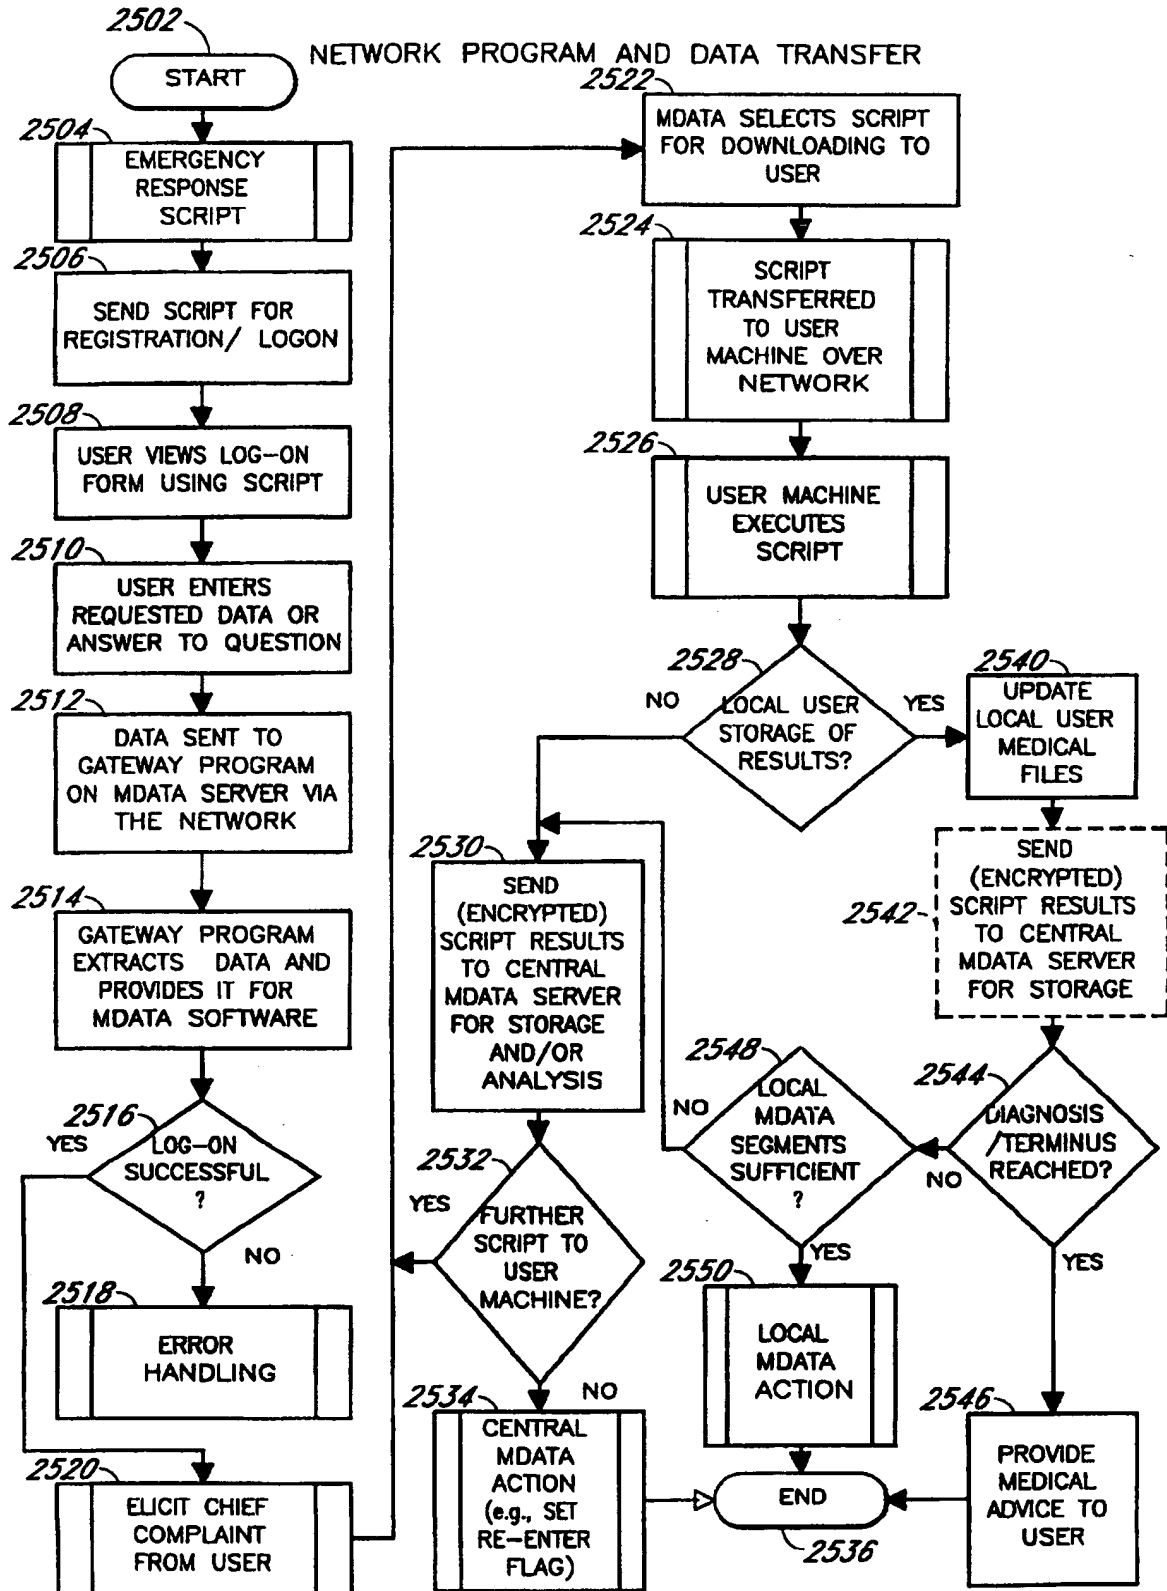 2502
START
NETWORK PROGRAM AND DATA TRANSFER
2504
EMERGENCY
RESPONSE
SCRIPT
2506
SEND SCRIPT FOR
REGISTRATION/ LOGON
2508
USER VIEWS LOG-ON
FORM USING SCRIPT
2510
USER ENTERS
REQUESTED DATA OR
ANSWER TO QUESTION
2512
DATA SENT TO
GATEWAY PROGRAM
ON MDATA SERVER VIA
THE NETWORK
2514
GATEWAY PROGRAM
EXTRACTS DATA AND
PROVIDES IT FOR
MDATA SOFTWARE
2516
YES
LOG-ON
SUCCESSFUL
?
NO
2518
ERROR
HANDLING
2520
ELICIT CHIEF
COMPLAINT
FROM USER
2522
MDATA SELECTS SCRIPT
FOR DOWNLOADING TO
USER
2524
SCRIPT
TRANSFERRED
TO USER
MACHINE OVER
NETWORK
2526
USER MACHINE
EXECUTES
SCRIPT
2528
NO
LOCAL USER
STORAGE OF
RESULTS?
YES
2530
SEND
(ENCRYPTED)
SCRIPT RESULTS
TO CENTRAL
MDATA SERVER
FOR STORAGE
AND/OR
ANALYSIS
2532
YES
FURTHER
SCRIPT TO
USER
MACHINE?
NO
2534
CENTRAL
MDATA
ACTION
(e.g., SET
RE-ENTER
FLAG)
2540
UPDATE
LOCAL USER
MEDICAL
FILES
2542
SEND
(ENCRYPTED)
SCRIPT RESULTS
TO CENTRAL
MDATA SERVER
FOR STORAGE
2544
DIAGNOSIS
/TERMINUS
REACHED?
NO
YES
2548
NO
LOCAL
MDATA
SEGMENTS
SUFFICIENT
?
YES
2550
LOCAL
MDATA
ACTION
2546
PROVIDE
MEDICAL
ADVICE TO
USER
END
2536